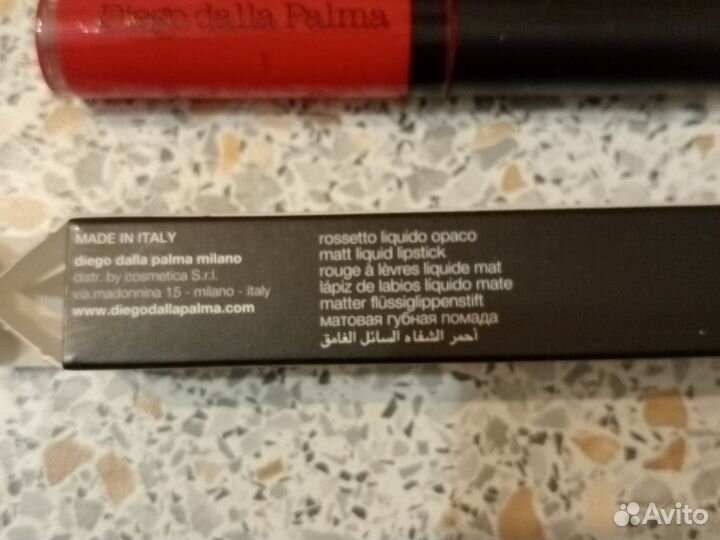 Diego dalla Palma
MADE IN ITALY
diego dalla palma milano
distr. by cosmetica S.r.l.
via.madonnina 15 - milano - italy
www.diegodallapalma.com
rossetto liquido opaco
matt liquid lipstick
rouge à lèvres liquide mat
lápiz de labios líquido mate
matter flüssiglippenstift
матовая губная помада
أحمر الشفاه السائل الغامق
Avito